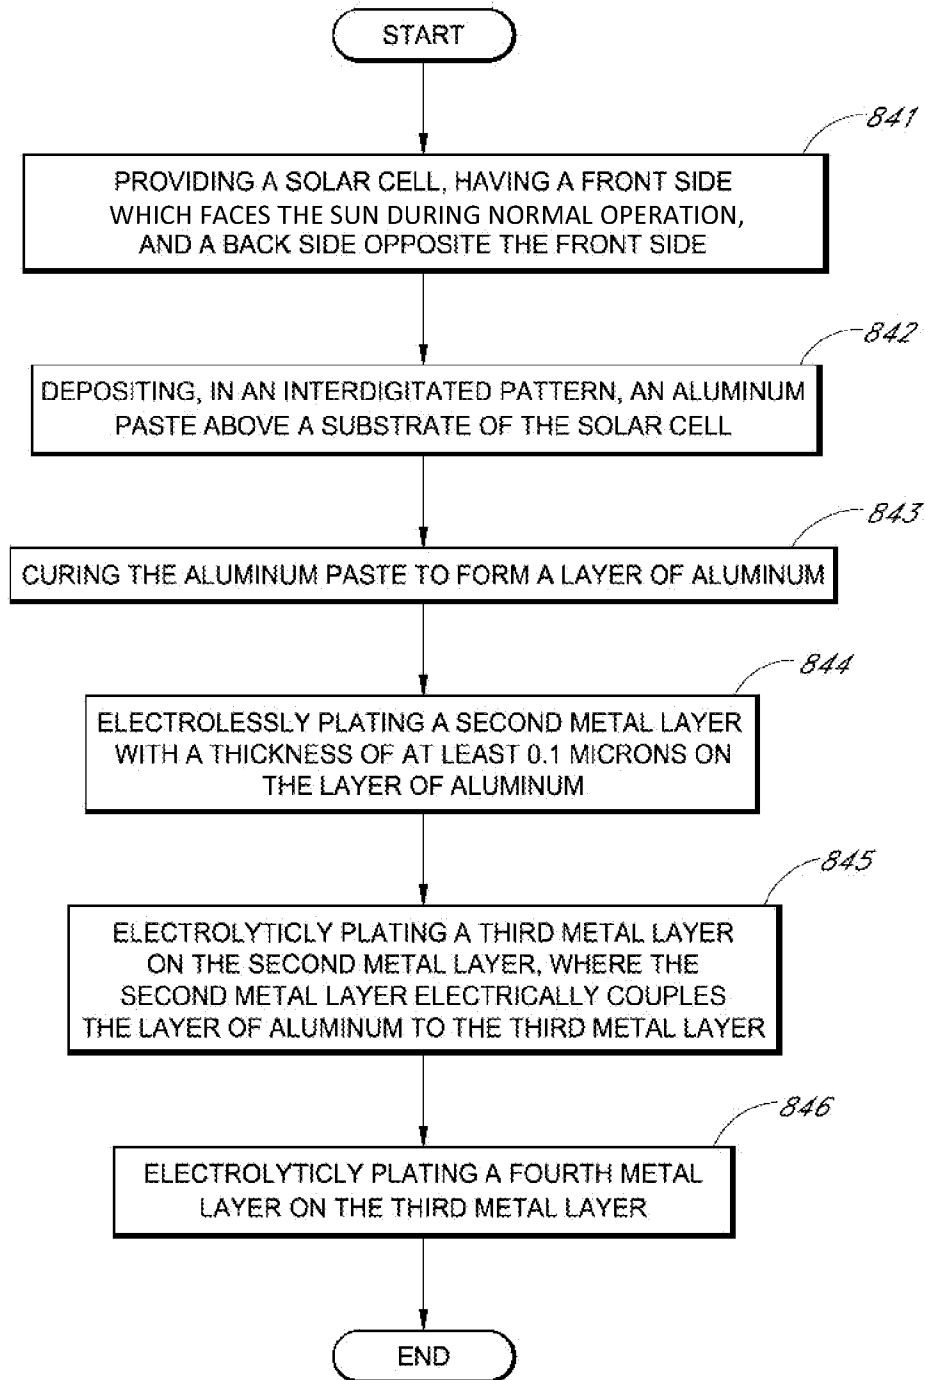 START
841
PROVIDING A SOLAR CELL, HAVING A FRONT SIDE
WHICH FACES THE SUN DURING NORMAL OPERATION,
AND A BACK SIDE OPPOSITE THE FRONT SIDE
842
DEPOSITING, IN AN INTERDIGITATED PATTERN, AN ALUMINUM
PASTE ABOVE A SUBSTRATE OF THE SOLAR CELL
843
CURING THE ALUMINUM PASTE TO FORM A LAYER OF ALUMINUM
844
ELECTROLESSLY PLATING A SECOND METAL LAYER
WITH A THICKNESS OF AT LEAST 0.1 MICRONS ON
THE LAYER OF ALUMINUM
845
ELECTROLYTICLY PLATING A THIRD METAL LAYER
ON THE SECOND METAL LAYER, WHERE THE
SECOND METAL LAYER ELECTRICALLY COUPLES
THE LAYER OF ALUMINUM TO THE THIRD METAL LAYER
846
ELECTROLYTICLY PLATING A FOURTH METAL
LAYER ON THE THIRD METAL LAYER
END